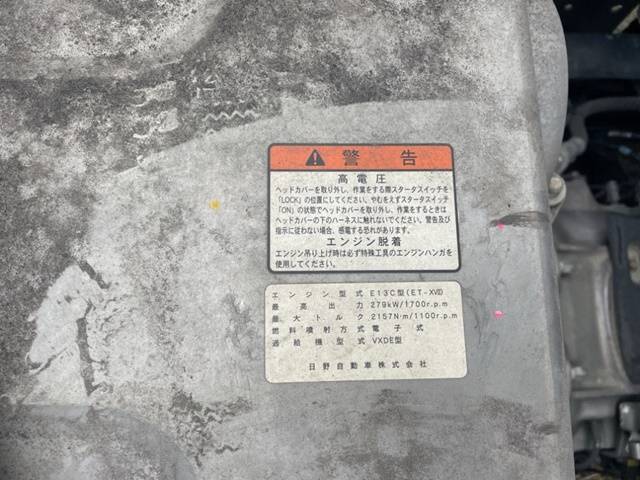 ⚠ 警告
高電圧
ヘッドカバーを取り外し、作業をする際スタータスイッチを
「LOCK」の位置にしてください。やむをえずスタータスイッチ
「ON」の状態でヘッドカバーを取り外し、作業をするときは
ヘッドカバーの下のハーネスに触れないでください。警告及び
指示に従わない場合、感電する恐れがあります。
エンジン脱着
エンジン吊り上げ時は必ず特殊工具のエンジンハンガを
使用してください。
エンジン型式 E13C型(ET-XVII)
最高出力 279kW/1700r.p.m
最大トルク 2157N·m/1100r.p.m
燃料噴射方式 電子式
過給機型式 VXDE型
日野自動車株式会社